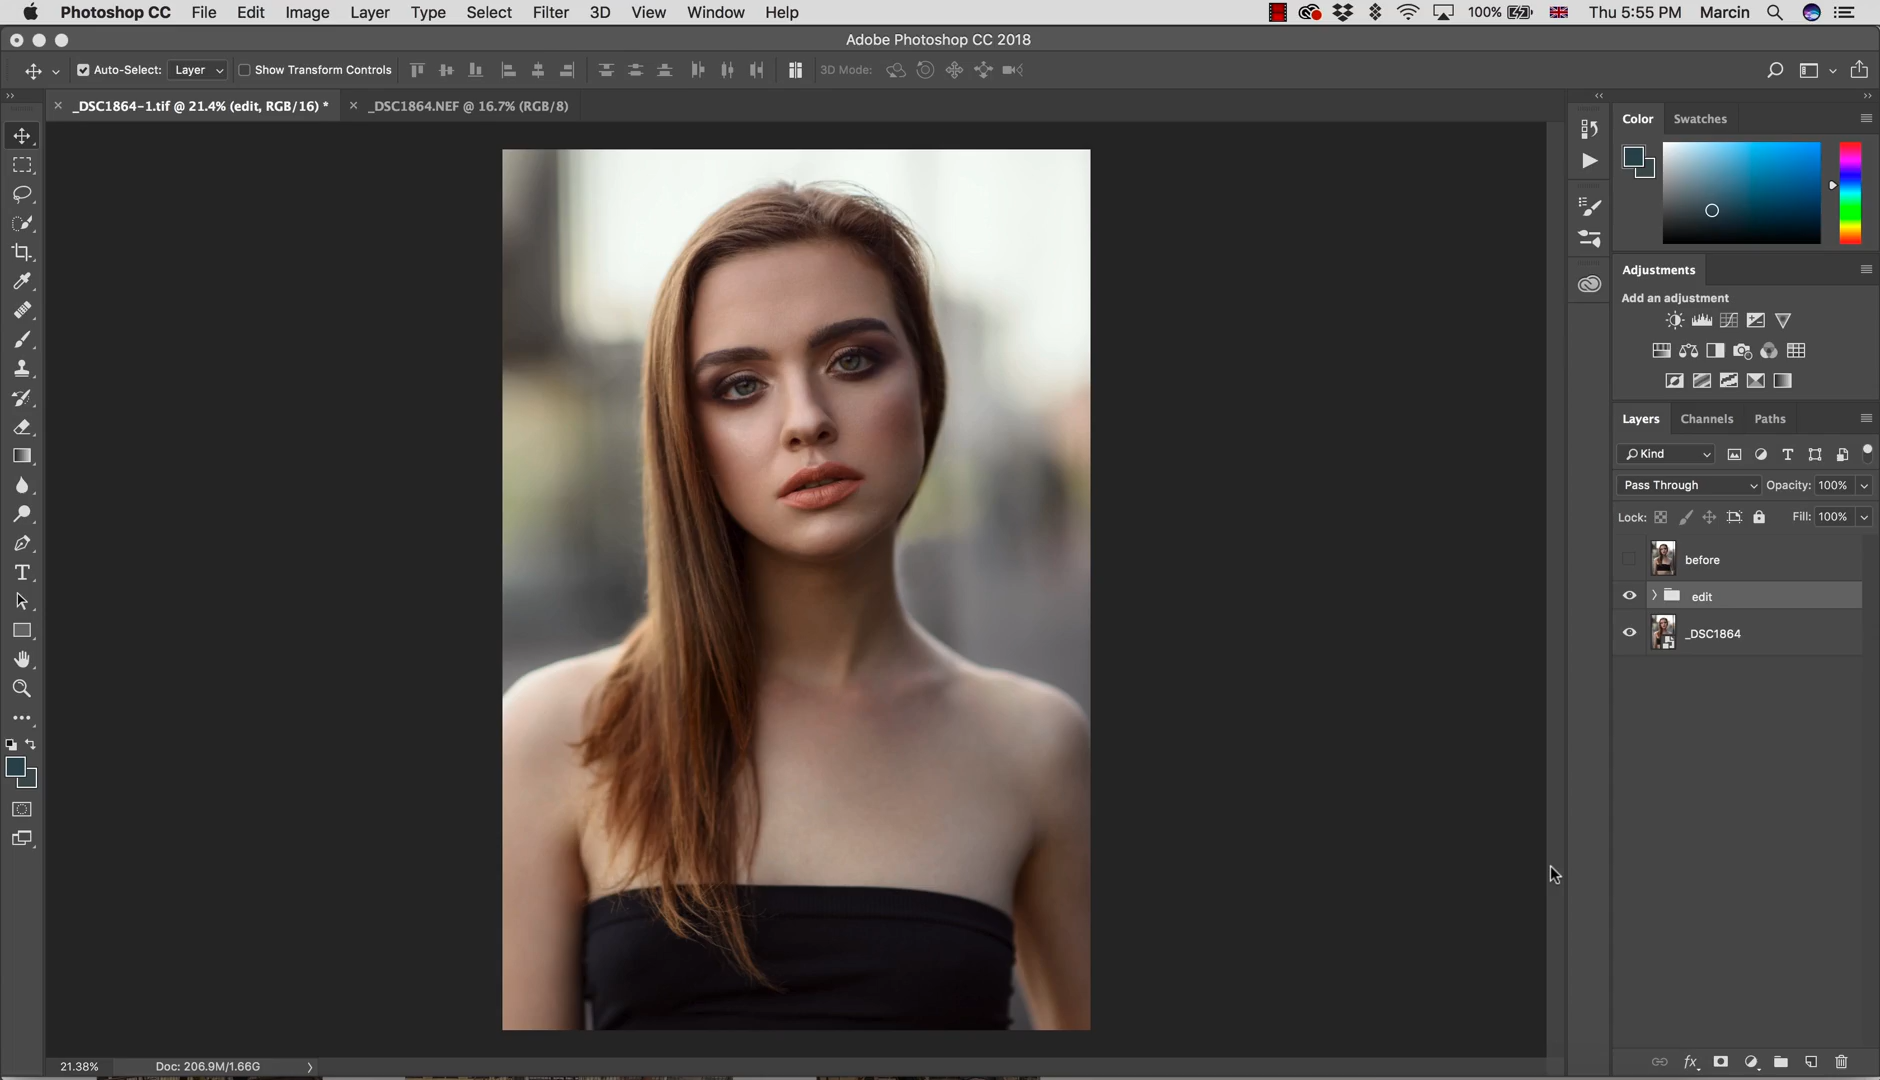 Photoshop CC File Edit Image Layer Type Select Filter 3D View Window Help 100% Thu 5:55 PM Marcin
Adobe Photoshop CC 2018
Auto-Select: Layer Show Transform Controls 3D Mode:
_DSC1864-1.tif @ 21.4% (edit, RGB/16) * _DSC1864.NEF @ 16.7% (RGB/8)
Color Swatches
Adjustments
Add an adjustment
Layers Channels Paths
Kind
Pass Through Opacity: 100%
Lock: Fill: 100%
before
edit
_DSC1864
21.38% Doc: 206.9M/1.66G